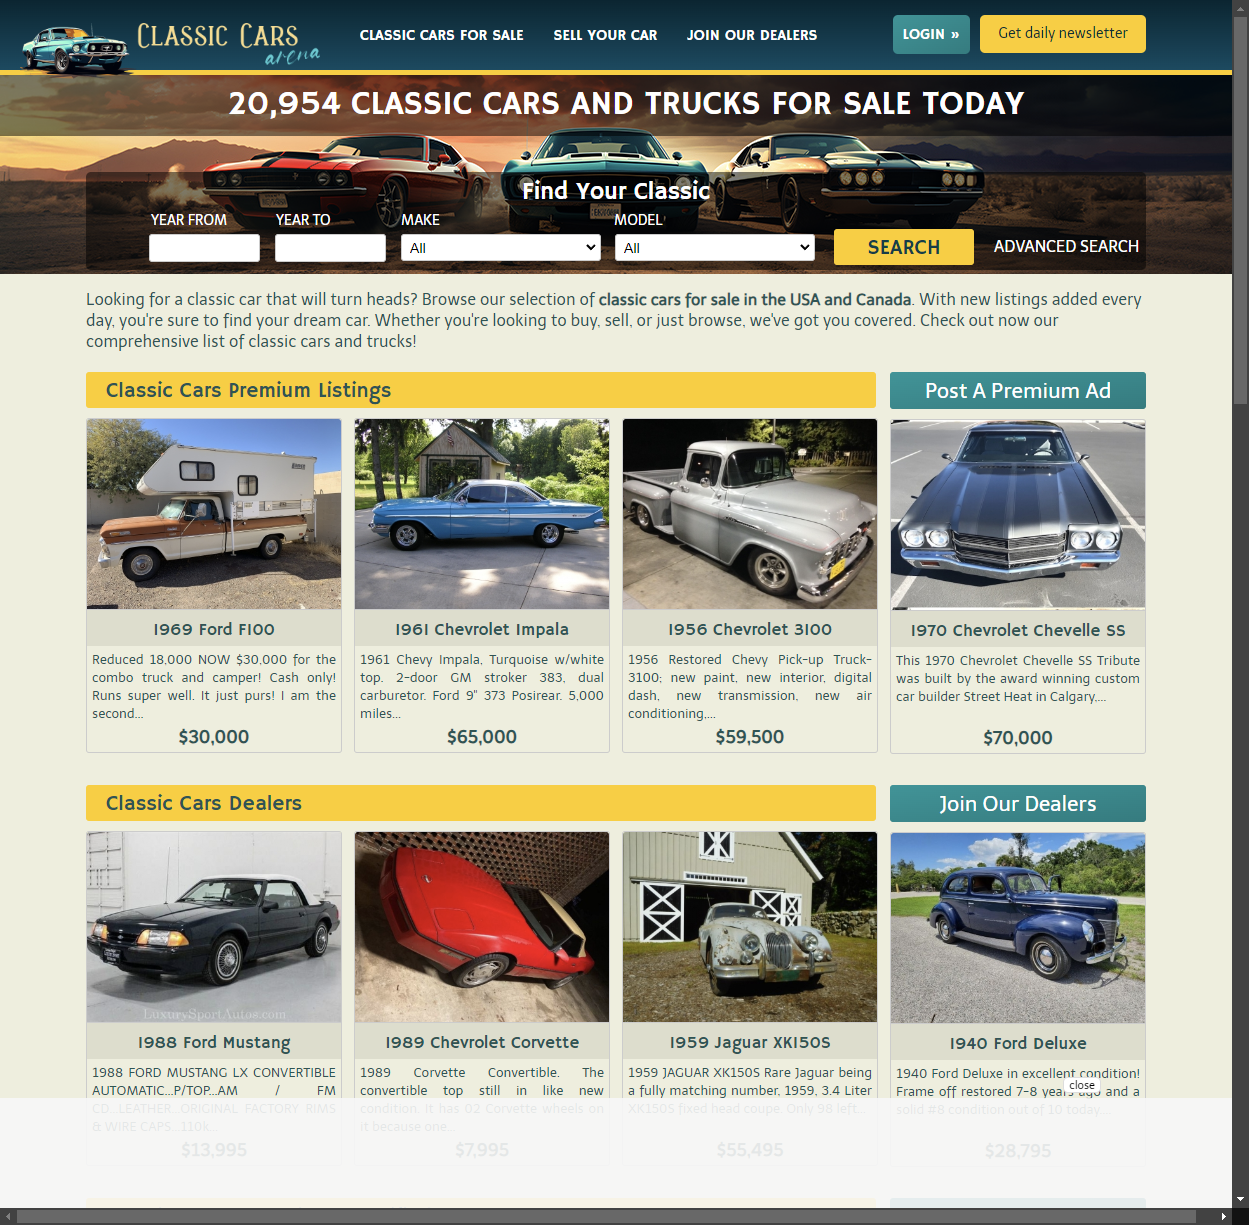 Classic Cars
arena
CLASSIC CARS FOR SALE
SELL YOUR CAR
JOIN OUR DEALERS
LOGIN »
Get daily newsletter
20,954 CLASSIC CARS AND TRUCKS FOR SALE TODAY
Find Your Classic
YEAR FROM
YEAR TO
MAKE
MODEL
All
All
SEARCH
ADVANCED SEARCH
Looking for a classic car that will turn heads? Browse our selection of classic cars for sale in the USA and Canada. With new listings added every
day, you're sure to find your dream car. Whether you're looking to buy, sell, or just browse, we've got you covered. Check out now our
comprehensive list of classic cars and trucks!
Classic Cars Premium Listings
Post A Premium Ad
1969 Ford F100
Reduced 18,000 NOW $30,000 for the
combo truck and camper! Cash only!
Runs super well. It just purs! I am the
second...
$30,000
1961 Chevrolet Impala
1961 Chevy Impala, Turquoise w/white
top. 2-door GM stroker 383, dual
carburetor. Ford 9" 373 Posirear. 5,000
miles...
$65,000
1956 Chevrolet 3100
1956 Restored Chevy Pick-up Truck-
3100; new paint, new interior, digital
dash, new transmission, new air
conditioning,...
$59,500
1970 Chevrolet Chevelle SS
This 1970 Chevrolet Chevelle SS Tribute
was built by the award winning custom
car builder Street Heat in Calgary,...
$70,000
Classic Cars Dealers
Join Our Dealers
LuxurySportAutos.com
1988 Ford Mustang
1988 FORD MUSTANG LX CONVERTIBLE
AUTOMATIC...P/TOP...AM / FM
CD...LEATHER...ORIGINAL FACTORY RIMS
& WIRE CAPS...110k...
$13,995
1989 Chevrolet Corvette
1989 Corvette Convertible. The
convertible top still in like new
condition. It has 02 Corvette wheels on
it because one...
$7,995
1959 Jaguar XK150S
1959 JAGUAR XK150S Rare Jaguar being
a fully matching number, 1959, 3.4 Liter
XK150S fixed head coupe. Only 98 left...
$55,495
1940 Ford Deluxe
1940 Ford Deluxe in excellent condition!
Frame off restored 7-8 years ago and a
solid #8 condition out of 10 today....
$28,795
close